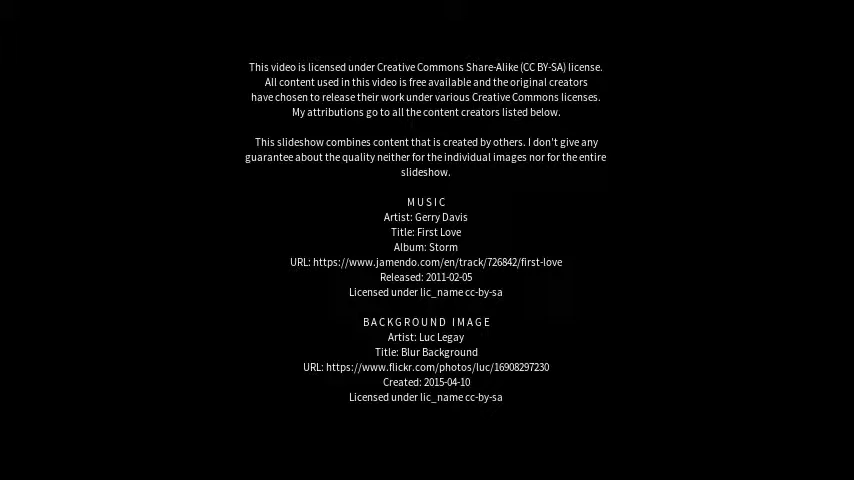 This video is licensed under Creative Commons Share-Alike (CC BY-SA) license.
All content used in this video is free available and the original creators
have chosen to release their work under various Creative Commons licenses.
My attributions go to all the content creators listed below.
This slideshow combines content that is created by others. I don't give any
guarantee about the quality neither for the individual images nor for the entire
slideshow.
MUSIC
Artist: Gerry Davis
Title: First Love
Album: Storm
URL: https://www.jamendo.com/en/track/726842/first-love
Released: 2011-02-05
Licensed under lic_name cc-by-sa
BACKGROUND IMAGE
Artist: Luc Legay
Title: Blur Background
URL: https://www.flickr.com/photos/luc/16908297230
Created: 2015-04-10
Licensed under lic_name cc-by-sa